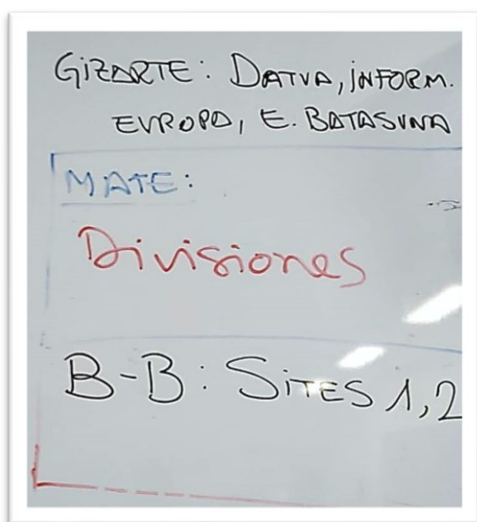 GIZARTE: DATUA, INFORM.
EUROPA, E. BATASUNA
MATE:
Divisiones
B-B: SITES 1,2